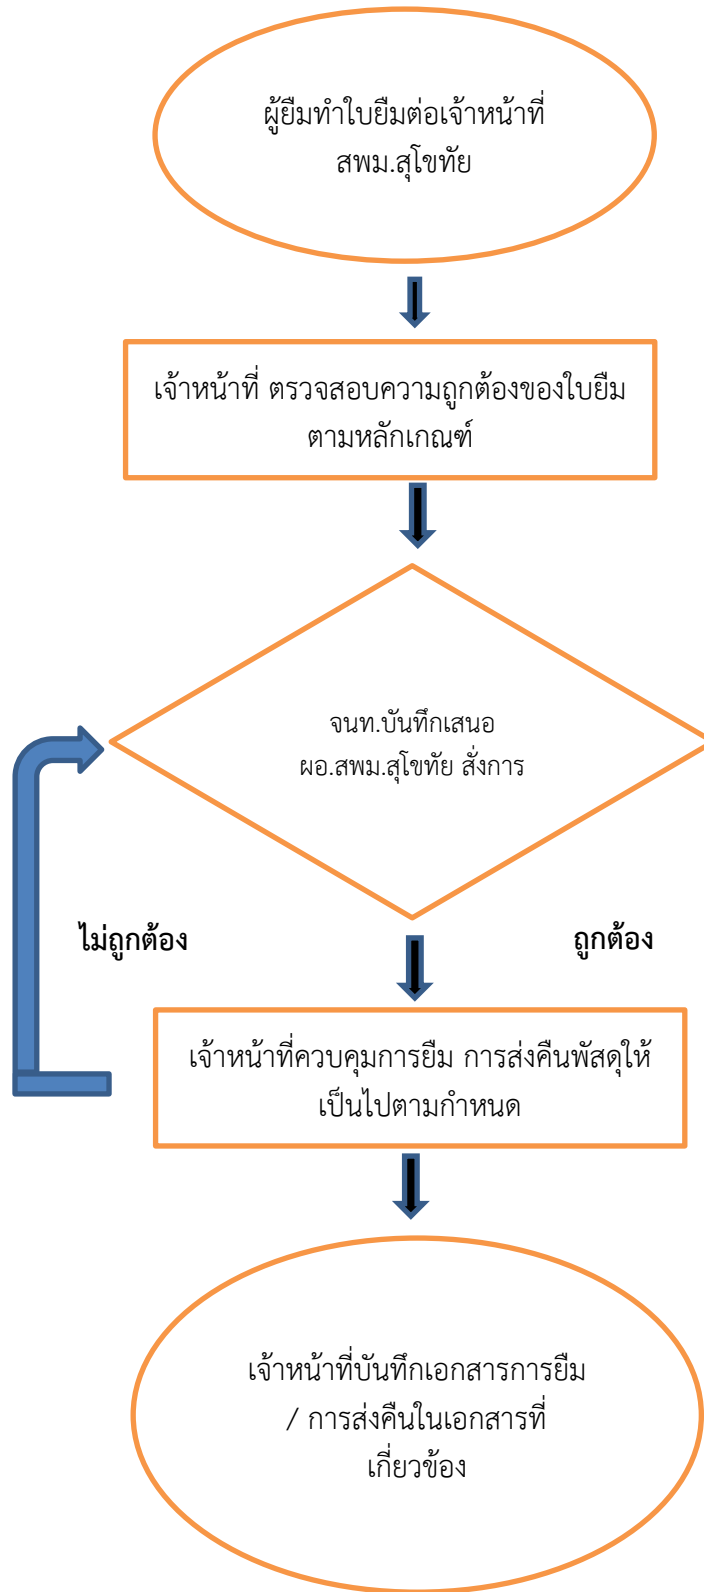 ผู้ยืมทำใบยืมต่อเจ้าหน้าที่
สพม.สุโขทัย
เจ้าหน้าที่ ตรวจสอบความถูกต้องของใบยืม
ตามหลักเกณฑ์
จนท.บันทึกเสนอ
ผอ.สพม.สุโขทัย สั่งการ
ไม่ถูกต้อง
ถูกต้อง
เจ้าหน้าที่ควบคุมการยืม การส่งคืนพัสดุให้
เป็นไปตามกำหนด
เจ้าหน้าที่บันทึกเอกสารการยืม
/ การส่งคืนในเอกสารที่
เกี่ยวข้อง